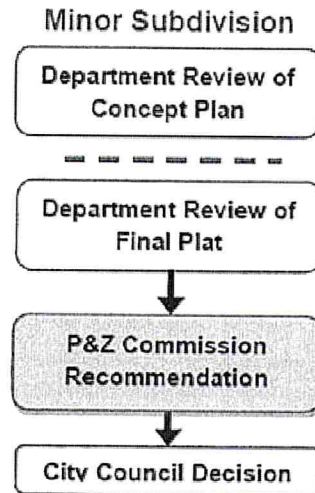 Minor Subdivision
Department Review of
Concept Plan
Department Review of
Final Plat
P&Z Commission
Recommendation
City Council Decision